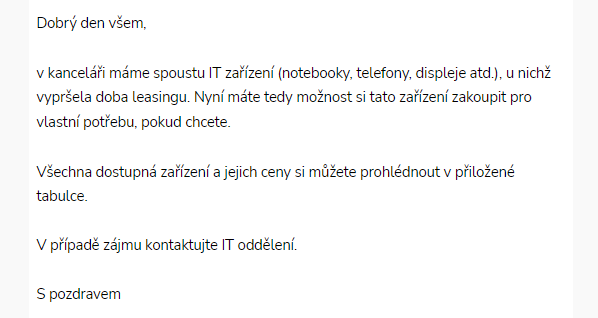 Dobrý den všem,
v kanceláři máme spoustu IT zařízení (notebooky, telefony, displeje atd.), u nichž
vypršela doba leasingu. Nyní máte tedy možnost si tato zařízení zakoupit pro
vlastní potřebu, pokud chcete.
Všechna dostupná zařízení a jejich ceny si můžete prohlédnout v přiložené
tabulce.
V případě zájmu kontaktujte IT oddělení.
S pozdravem